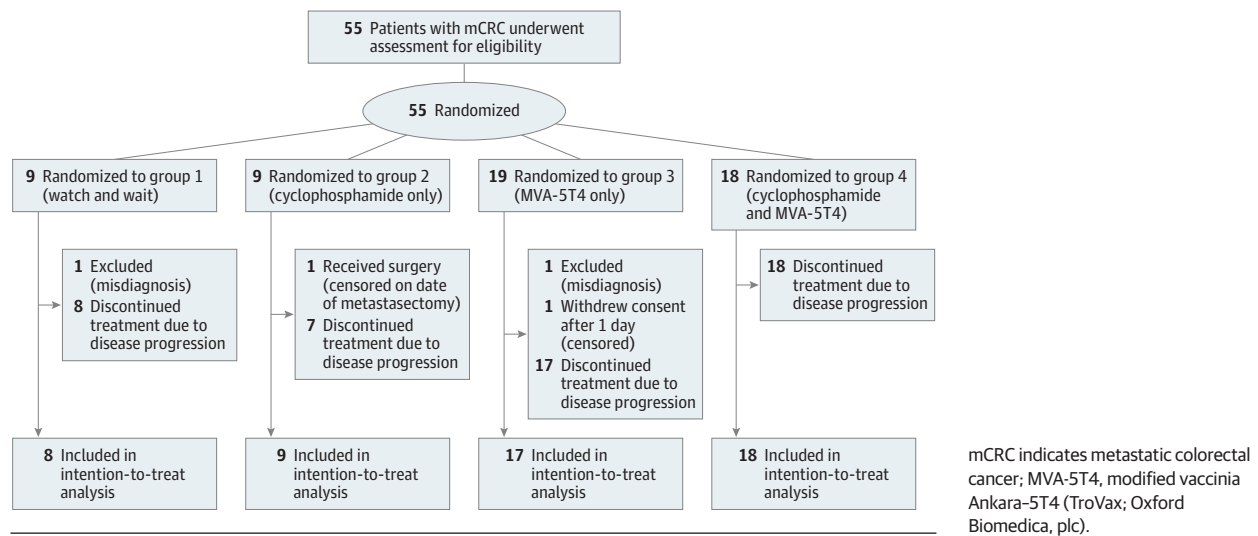 55 Patients with mCRC underwent
assessment for eligibility
55 Randomized
9 Randomized to group 1
(watch and wait)
9 Randomized to group 2
(cyclophosphamide only)
19 Randomized to group 3
(MVA-5T4 only)
18 Randomized to group 4
(cyclophosphamide
and MVA-5T4)
1 Excluded
(misdiagnosis)
8 Discontinued
treatment due to
disease progression
1 Received surgery
(censored on date
of metastasectomy)
7 Discontinued
treatment due to
disease progression
1 Excluded
(misdiagnosis)
1 Withdrew consent
after 1 day
(censored)
17 Discontinued
treatment due to
disease progression
18 Discontinued
treatment due to
disease progression
8 Included in
intention-to-treat
analysis
9 Included in
intention-to-treat
analysis
17 Included in
intention-to-treat
analysis
18 Included in
intention-to-treat
analysis
mCRC indicates metastatic colorectal
cancer; MVA-5T4, modified vaccinia
Ankara–5T4 (TroVax; Oxford
Biomedica, plc).